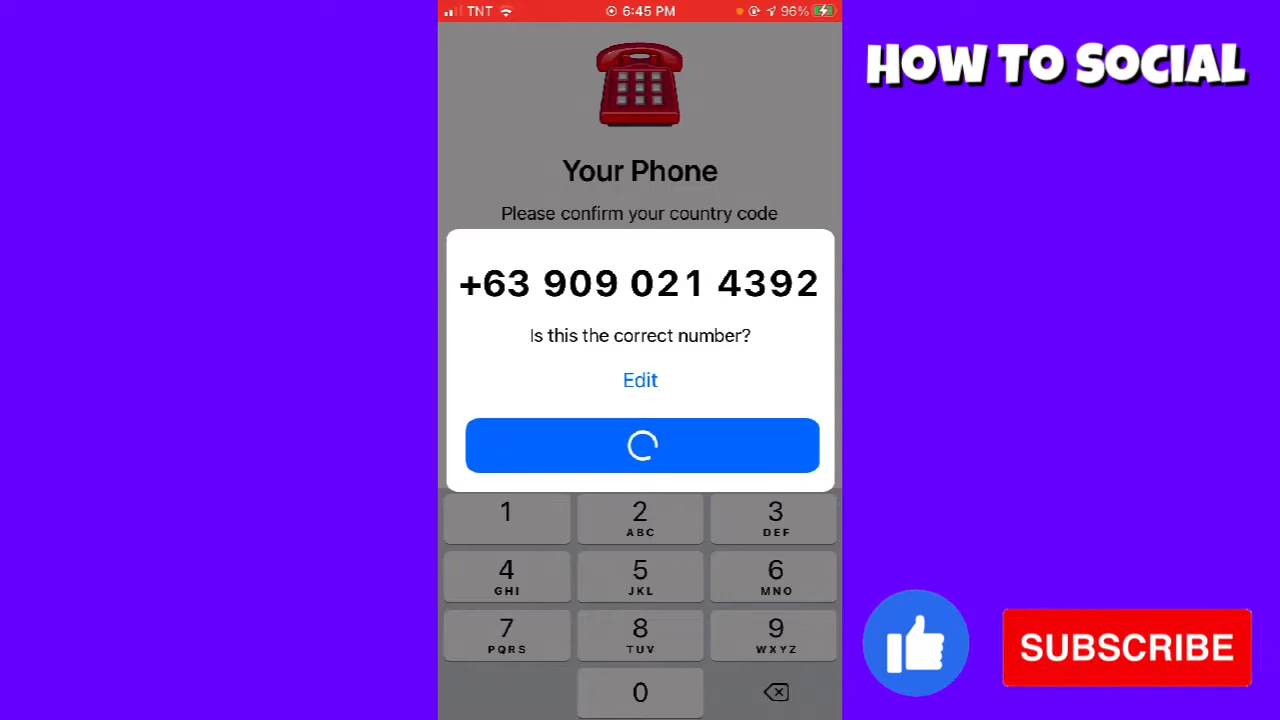 TNT 6:45 PM 96%
HOW TO SOCIAL
Your Phone
Please confirm your country code
+63 909 021 4392
Is this the correct number?
Edit
1 2 3
ABC DEF
4 5 6
GHI JKL MNO
7 8 9
PQRS TUV WXYZ
0
SUBSCRIBE